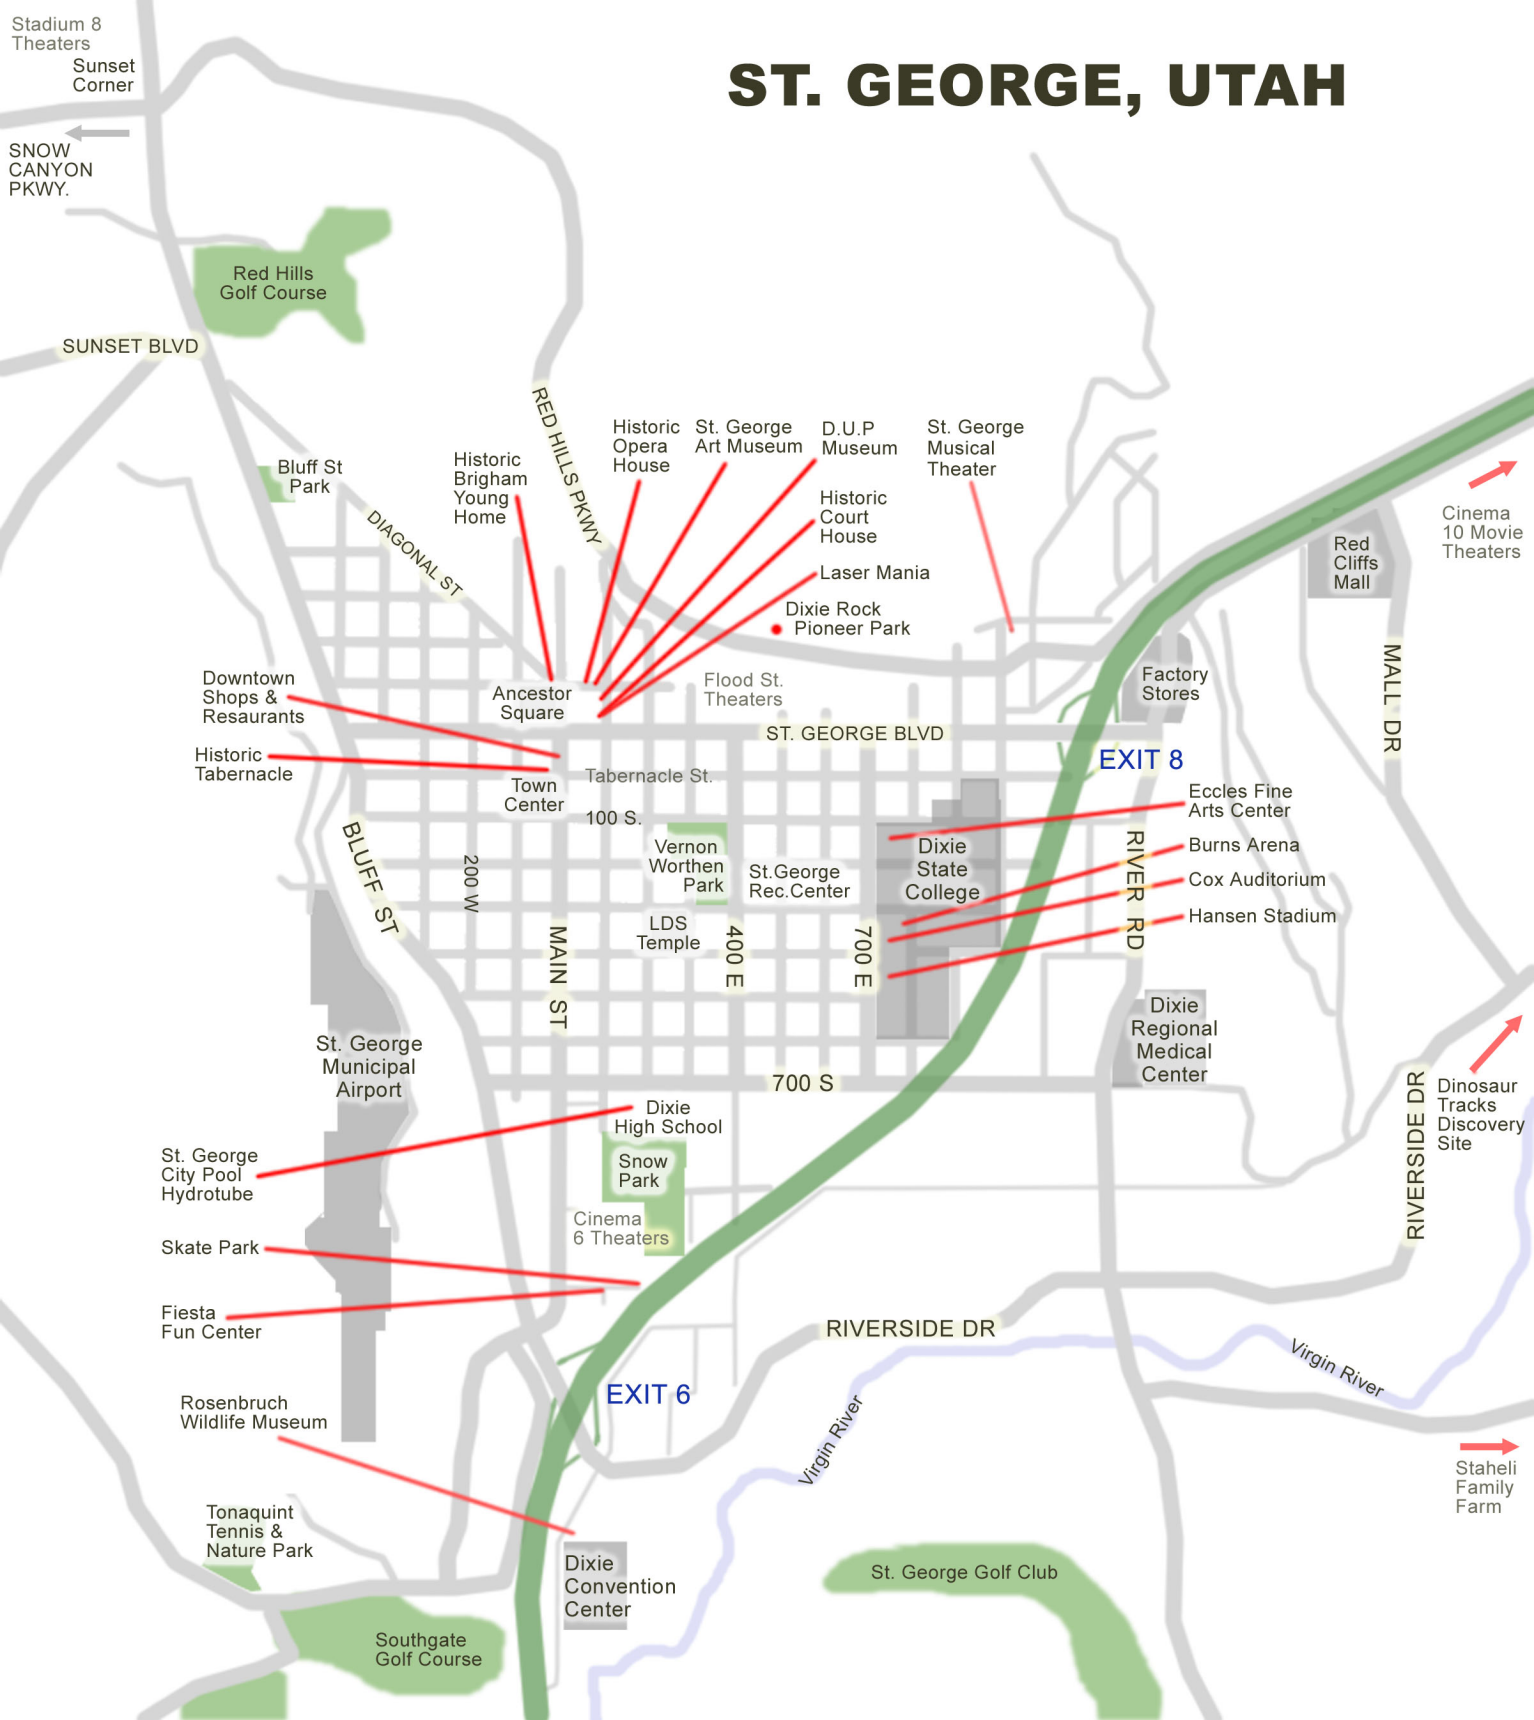 ST. GEORGE, UTAH
Stadium 8
Theaters
Sunset
Corner
SNOW
CANYON
PKWY.
Red Hills
Golf Course
SUNSET BLVD
Bluff St
Park
DIAGONAL ST
RED HILLS PKWY
Historic
Brigham
Young
Home
Historic
Opera
House
St. George
Art Museum
D.U.P
Museum
Historic
Court
House
Laser Mania
Dixie Rock
Pioneer Park
St. George
Musical
Theater
Cinema
10 Movie
Theaters
Red
Cliffs
Mall
MALL DR
Factory
Stores
Downtown
Shops &
Resaurants
Historic
Tabernacle
Ancestor
Square
Flood St.
Theaters
ST. GEORGE BLVD
EXIT 8
Tabernacle St.
Town
Center
100 S.
BLUFF ST
200 W
MAIN ST
Vernon
Worthen
Park
St.George
Rec.Center
LDS
Temple
400 E
700 E
Dixie
State
College
Eccles Fine
Arts Center
Burns Arena
Cox Auditorium
Hansen Stadium
RIVER RD
Dixie
Regional
Medical
Center
St. George
Municipal
Airport
700 S
Dixie
High School
Snow
Park
St. George
City Pool
Hydrotube
Cinema
6 Theaters
Skate Park
Fiesta
Fun Center
RIVERSIDE DR
Dinosaur
Tracks
Discovery
Site
RIVERSIDE DR
Virgin River
EXIT 6
Virgin River
Rosenbruch
Wildlife Museum
Staheli
Family
Farm
Tonaquint
Tennis &
Nature Park
Dixie
Convention
Center
St. George Golf Club
Southgate
Golf Course